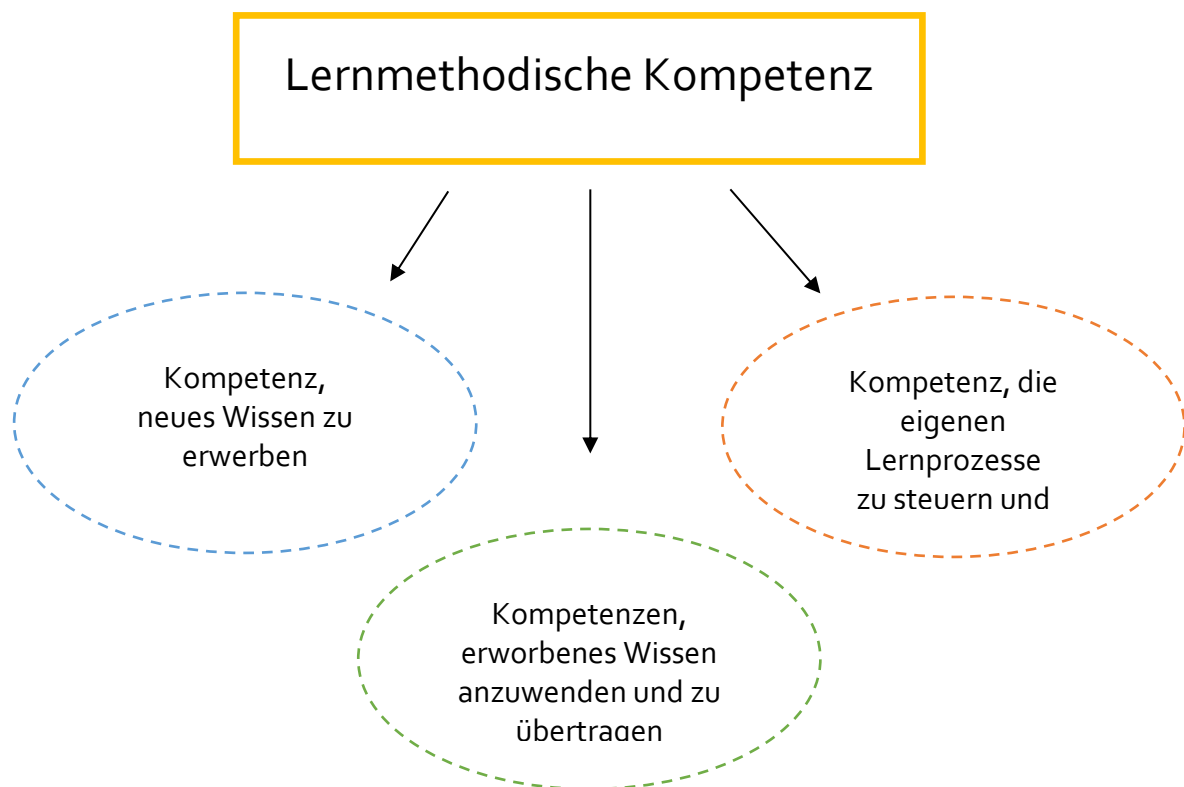 Lernmethodische Kompetenz
Kompetenz,
neues Wissen zu
erwerben
Kompetenz, die
eigenen
Lernprozesse
zu steuern und
Kompetenzen,
erworbenes Wissen
anzuwenden und zu
übertragen